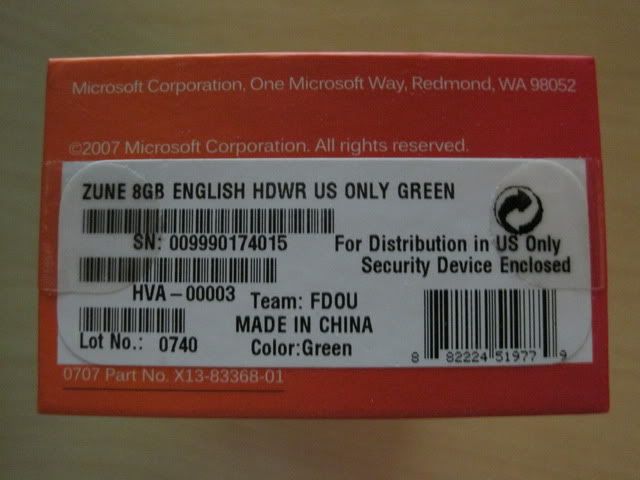 Microsoft Corporation, One Microsoft Way, Redmond, WA 98052
©2007 Microsoft Corporation. All rights reserved.
ZUNE 8GB ENGLISH HDWR US ONLY GREEN
SN: 009990174015
For Distribution in US Only
Security Device Enclosed
HVA-00003
Team: FDOU
MADE IN CHINA
Lot No.: 0740
Color:Green
8 82224 51977 9
0707 Part No. X13-83368-01